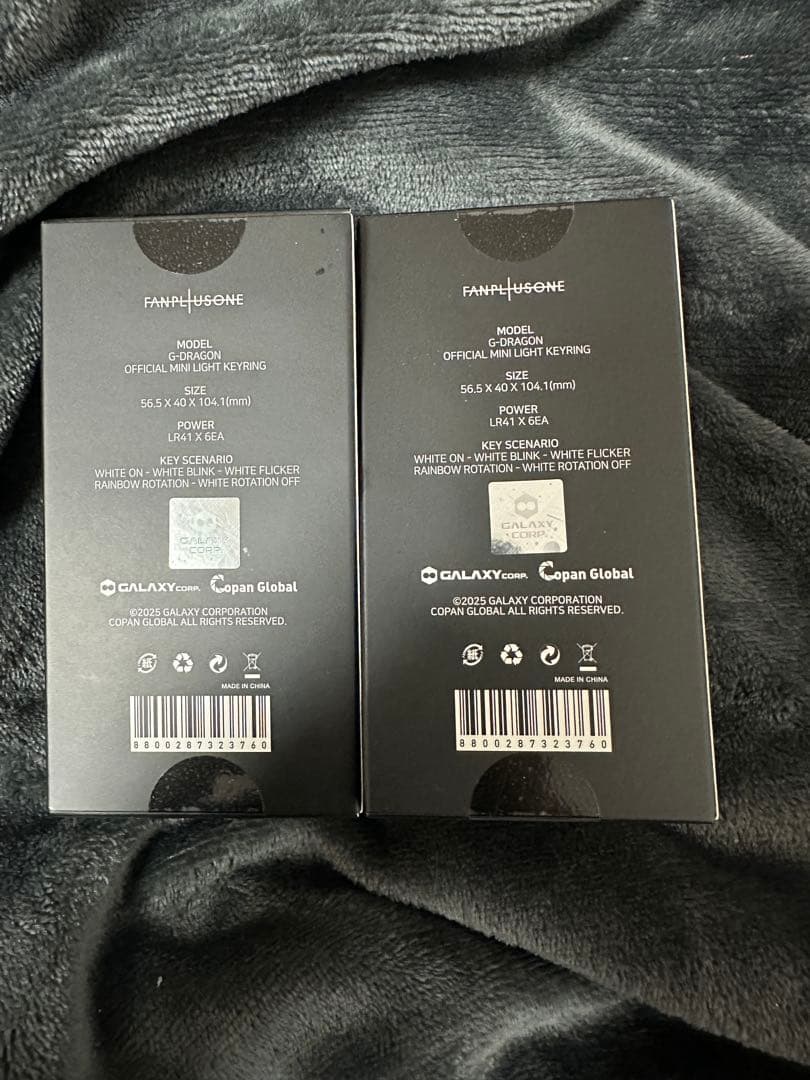 FANPLUSONE
MODEL
G-DRAGON
OFFICIAL MINI LIGHT KEYRING
SIZE
56.5 X 40 X 104.1(mm)
POWER
LR41 X 6EA
KEY SCENARIO
WHITE ON - WHITE BLINK - WHITE FLICKER
RAINBOW ROTATION - WHITE ROTATION OFF
GALAXY
CORP.
GALAXYCORP. Copan Global
©2025 GALAXY CORPORATION
COPAN GLOBAL ALL RIGHTS RESERVED.
紙
MADE IN CHINA
8800287323760
FANPLUSONE
MODEL
G-DRAGON
OFFICIAL MINI LIGHT KEYRING
SIZE
56.5 X 40 X 104.1(mm)
POWER
LR41 X 6EA
KEY SCENARIO
WHITE ON - WHITE BLINK - WHITE FLICKER
RAINBOW ROTATION - WHITE ROTATION OFF
GALAXY
CORP.
GALAXYCORP. Copan Global
©2025 GALAXY CORPORATION
COPAN GLOBAL ALL RIGHTS RESERVED.
紙
MADE IN CHINA
8800287323760